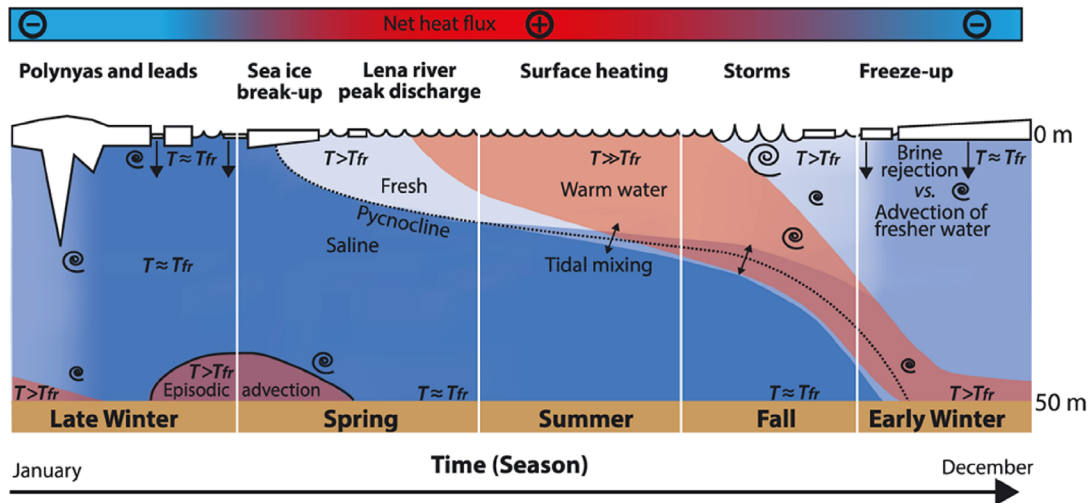 Net heat flux
Polynyas and leads
Sea ice
break-up
Lena river
peak discharge
Surface heating
Storms
Freeze-up
0 m
T≈Tfr
T>Tfr
T≫Tfr
T>Tfr
Brine
rejection
vs.
Advection of
fresher water
T≈Tfr
Fresh
Warm water
Pycnocline
Saline
T≈Tfr
Tidal mixing
T>Tfr
T>Tfr
Episodic advection
T≈Tfr
T≈Tfr
T>Tfr
50 m
Late Winter
Spring
Summer
Fall
Early Winter
January
Time (Season)
December